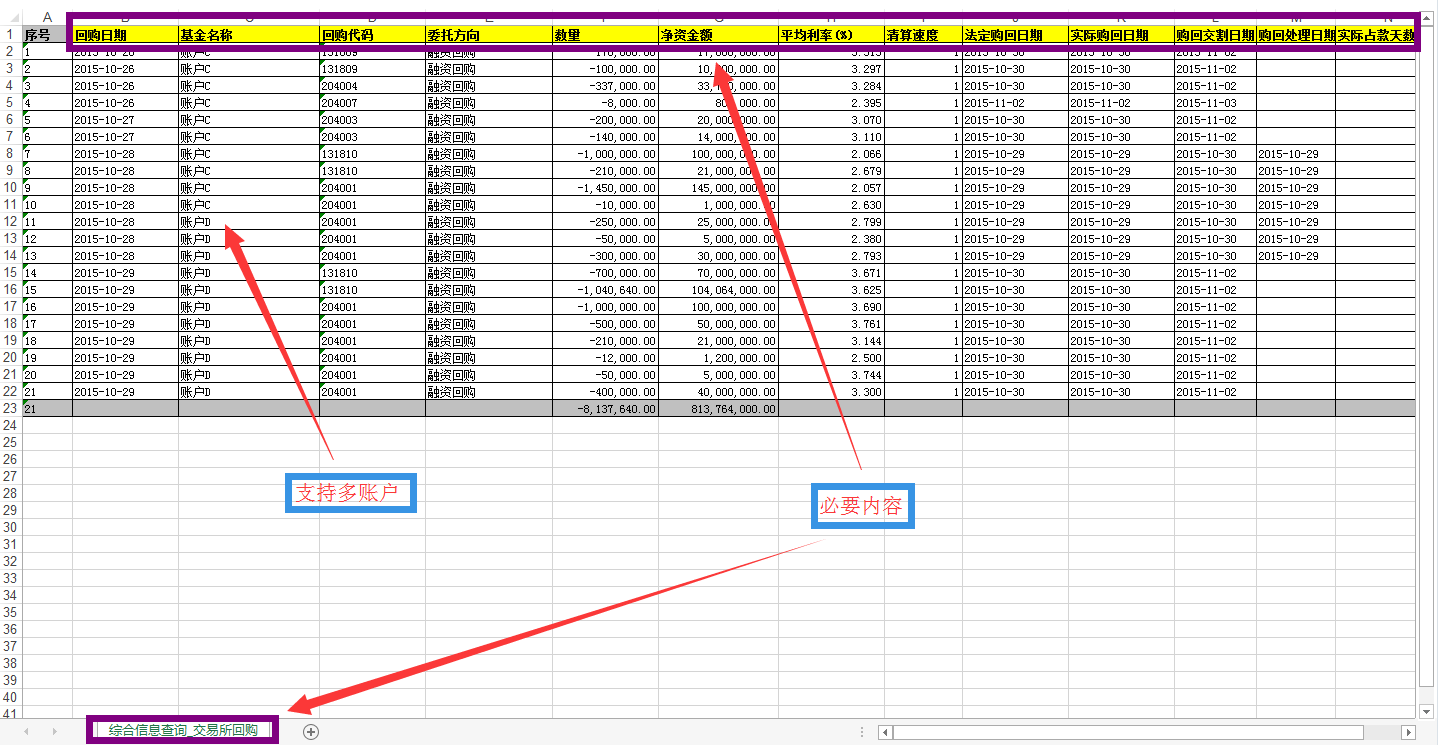 A
1 序号 回购日期 基金名称 回购代码 委托方向 数量 净资金额 平均利率(%) 清算速度 法定购回日期 实际购回日期 购回交割日期 购回处理日期 实际占款天数
2 1 账户C 融资回购 1
3 2 2015-10-26 账户C 131809 融资回购 -100,000.00 3.297 1 2015-10-30 2015-10-30 2015-11-02
4 3 2015-10-26 账户C 204004 融资回购 -337,000.00 3.284 1 2015-10-30 2015-10-30 2015-11-02
5 4 2015-10-26 账户C 204007 融资回购 -8,000.00 2.395 1 2015-11-02 2015-11-02 2015-11-03
6 5 2015-10-27 账户C 204003 融资回购 -200,000.00 20,000,000.00 3.070 1 2015-10-30 2015-10-30 2015-11-02
7 6 2015-10-27 账户C 204003 融资回购 -140,000.00 14,000,000.00 3.110 1 2015-10-30 2015-10-30 2015-11-02
8 7 2015-10-28 账户C 131810 融资回购 -1,000,000.00 100,000,000.00 2.066 1 2015-10-29 2015-10-29 2015-10-30 2015-10-29
9 8 2015-10-28 账户C 131810 融资回购 -210,000.00 21,000,000.00 2.679 1 2015-10-29 2015-10-29 2015-10-30 2015-10-29
10 9 2015-10-28 账户C 204001 融资回购 -1,450,000.00 145,000,000.00 2.057 1 2015-10-29 2015-10-29 2015-10-30 2015-10-29
11 10 2015-10-28 账户C 204001 融资回购 -10,000.00 1,000,000.00 2.630 1 2015-10-29 2015-10-29 2015-10-30 2015-10-29
12 11 2015-10-28 账户D 204001 融资回购 -250,000.00 25,000,000.00 2.799 1 2015-10-29 2015-10-29 2015-10-30 2015-10-29
13 12 2015-10-28 账户D 204001 融资回购 -50,000.00 5,000,000.00 2.380 1 2015-10-29 2015-10-29 2015-10-30 2015-10-29
14 13 2015-10-28 账户D 204001 融资回购 -300,000.00 30,000,000.00 2.793 1 2015-10-29 2015-10-29 2015-10-30 2015-10-29
15 14 2015-10-29 账户D 131810 融资回购 -700,000.00 70,000,000.00 3.671 1 2015-10-30 2015-10-30 2015-11-02
16 15 2015-10-29 账户D 131810 融资回购 -1,040,640.00 104,064,000.00 3.625 1 2015-10-30 2015-10-30 2015-11-02
17 16 2015-10-29 账户D 204001 融资回购 -1,000,000.00 100,000,000.00 3.690 1 2015-10-30 2015-10-30 2015-11-02
18 17 2015-10-29 账户D 204001 融资回购 -500,000.00 50,000,000.00 3.761 1 2015-10-30 2015-10-30 2015-11-02
19 18 2015-10-29 账户D 204001 融资回购 -210,000.00 21,000,000.00 3.144 1 2015-10-30 2015-10-30 2015-11-02
20 19 2015-10-29 账户D 204001 融资回购 -12,000.00 1,200,000.00 2.500 1 2015-10-30 2015-10-30 2015-11-02
21 20 2015-10-29 账户D 204001 融资回购 -50,000.00 5,000,000.00 3.744 1 2015-10-30 2015-10-30 2015-11-02
22 21 2015-10-29 账户D 204001 融资回购 -400,000.00 40,000,000.00 3.300 1 2015-10-30 2015-10-30 2015-11-02
23 21 -8,137,640.00 813,764,000.00
24
25
26
27
28 支持多账户
29 必要内容
30
31
32
33
34
35
36
37
38
39
40
41
综合信息查询_交易所回购